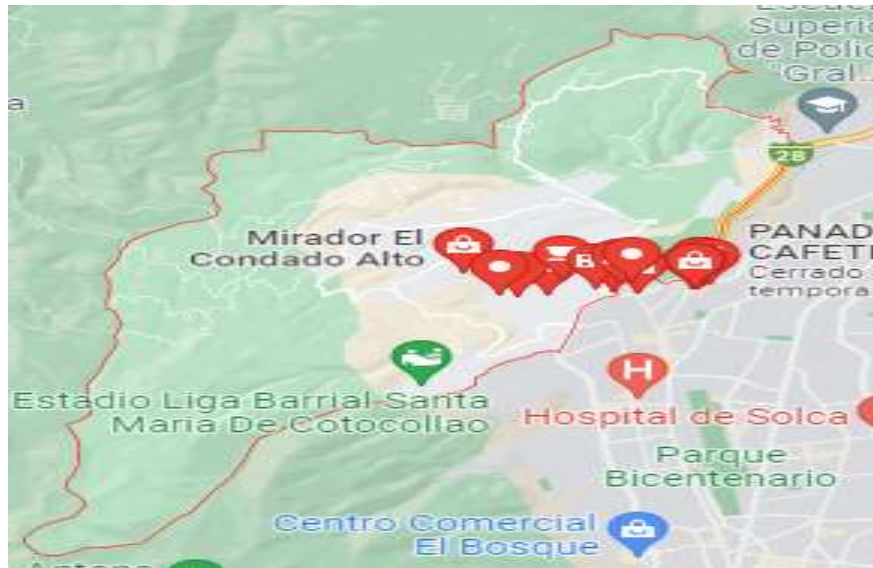 Superio
de Polic
"Gral...
a
28
Mirador El
Condado Alto
PANAD
CAFETE
Cerrado
tempora
B
Estadio Liga Barrial Santa
Maria De Cotocollao
H
Hospital de Solca
Parque
Bicentenario
Centro Comercial
El Bosque